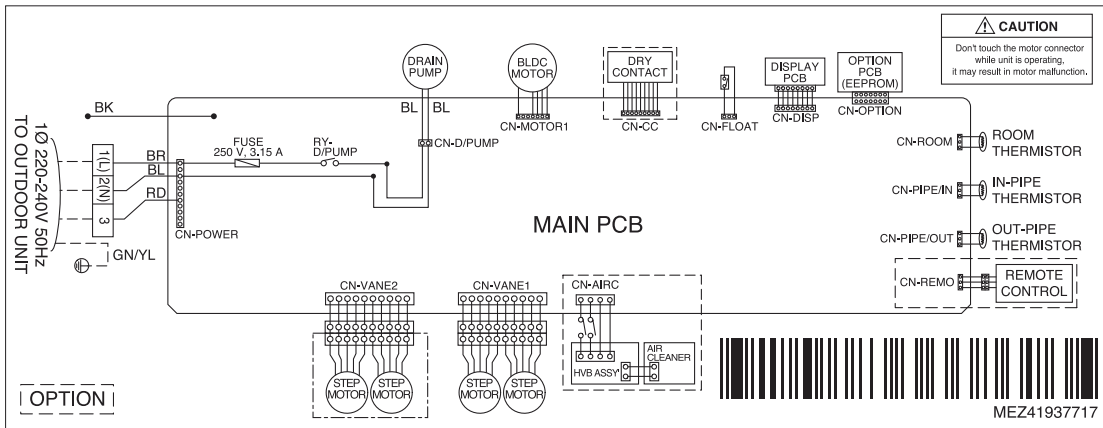 CAUTION
Don't touch the motor connector
while unit is operating,
it may result in motor malfunction.
DRAIN
PUMP
BLDC
MOTOR
DRY
CONTACT
DISPLAY
PCB
OPTION
PCB
(EEPROM)
BL
BL
CN-MOTOR1
CN-CC
CN-FLOAT
CN-DISP
CN-OPTION
BK
1Ø 220-240V 50Hz
TO OUTDOOR UNIT
1(L)
2(N)
3
BR
BL
RD
GN/YL
CN-POWER
FUSE
250 V, 3.15 A
RY-
D/PUMP
CN-D/PUMP
MAIN PCB
CN-ROOM
ROOM
THERMISTOR
CN-PIPE/IN
IN-PIPE
THERMISTOR
CN-PIPE/OUT
OUT-PIPE
THERMISTOR
CN-REMO
REMOTE
CONTROL
CN-VANE2
CN-VANE1
CN-AIRC
STEP
MOTOR
STEP
MOTOR
STEP
MOTOR
STEP
MOTOR
HVB ASSY'
AIR
CLEANER
OPTION
MEZ41937717